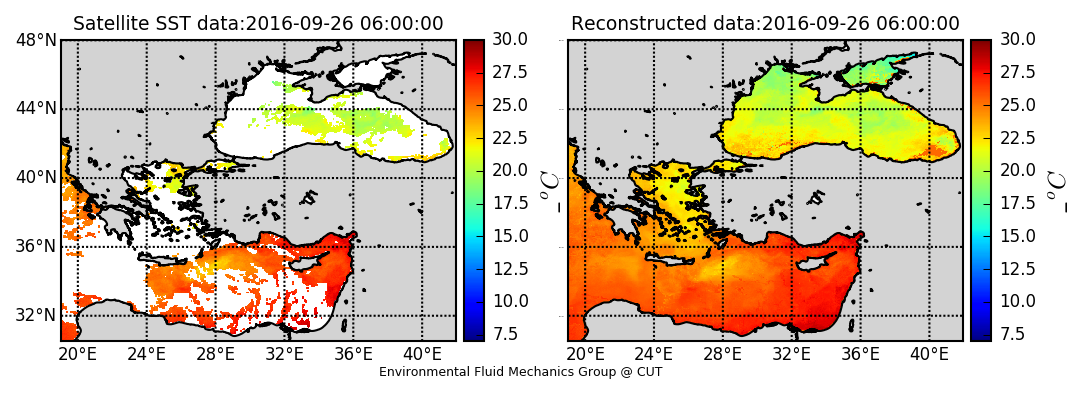 Satellite SST data:2016-09-26 06:00:00
48°N
44°N
40°N
36°N
32°N
20°E 24°E 28°E 32°E 36°E 40°E
30.0
27.5
25.0
22.5
20.0
17.5
15.0
12.5
10.0
7.5
°C
Reconstructed data:2016-09-26 06:00:00
20°E 24°E 28°E 32°E 36°E 40°E
30.0
27.5
25.0
22.5
20.0
17.5
15.0
12.5
10.0
7.5
°C
Environmental Fluid Mechanics Group @ CUT